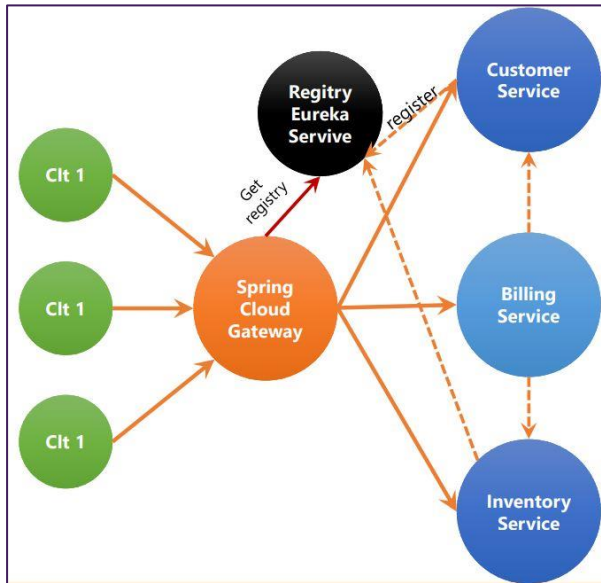 Regitry
Eureka
Servive
Customer
Service
register
Clt 1
Get
registry
Clt 1
Spring
Cloud
Gateway
Billing
Service
Clt 1
Inventory
Service